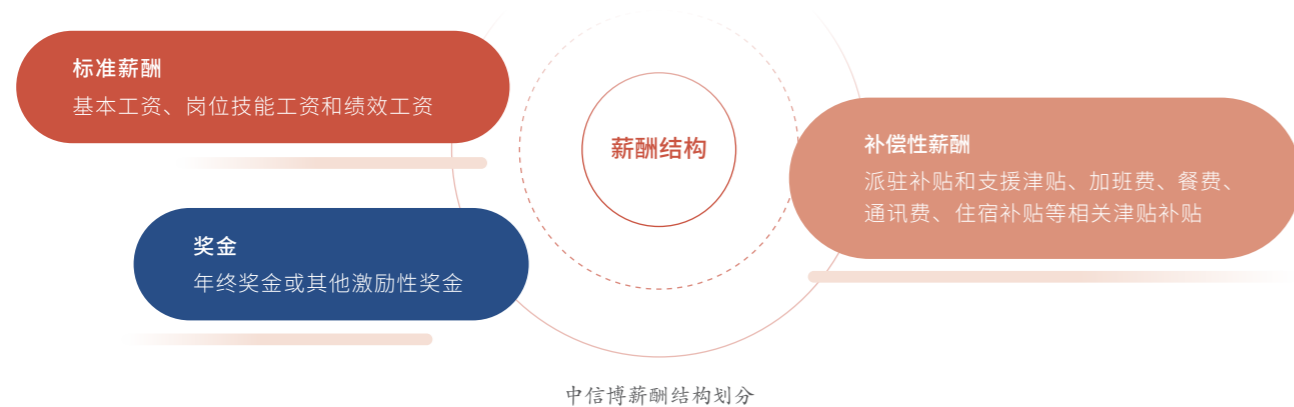 标准薪酬
基本工资、岗位技能工资和绩效工资
薪酬结构
补偿性薪酬
派驻补贴和支援津贴、加班费、餐费、
通讯费、住宿补贴等相关津贴补贴
奖金
年终奖金或其他激励性奖金
中信博薪酬结构划分